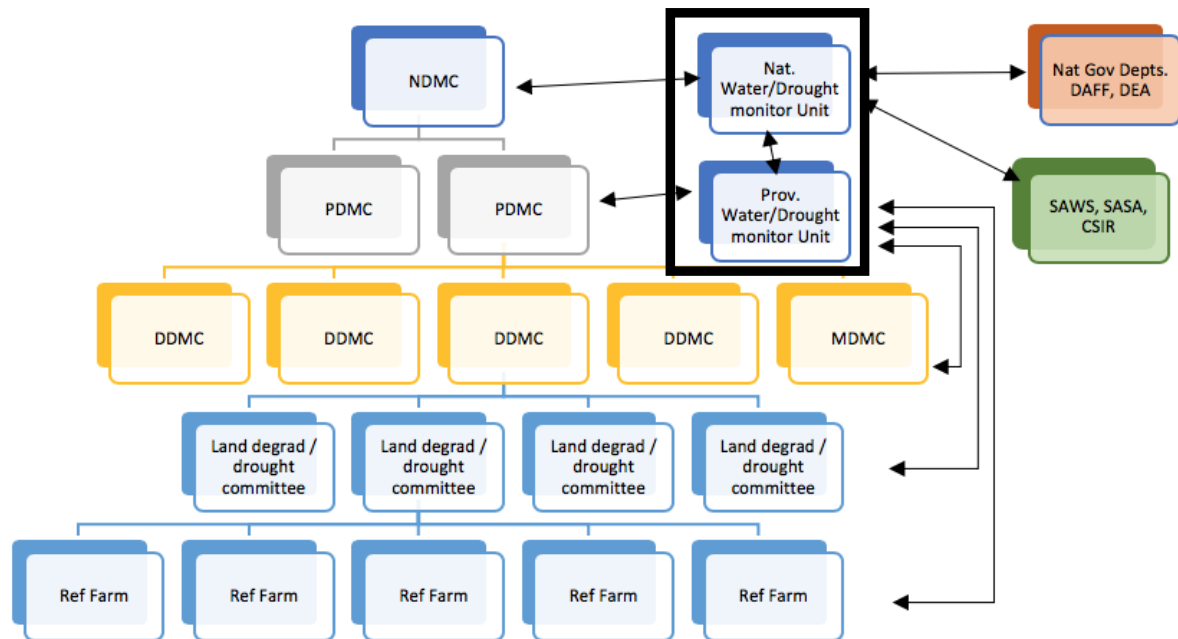 NDMC
Nat.
Water/Drought
monitor Unit
Nat Gov Depts.
DAFF, DEA
PDMC
PDMC
Prov.
Water/Drought
monitor Unit
SAWS, SASA,
CSIR
DDMC
DDMC
DDMC
DDMC
MDMC
Land degrad /
drought
committee
Land degrad /
drought
committee
Land degrad /
drought
committee
Land degrad /
drought
committee
Ref Farm
Ref Farm
Ref Farm
Ref Farm
Ref Farm